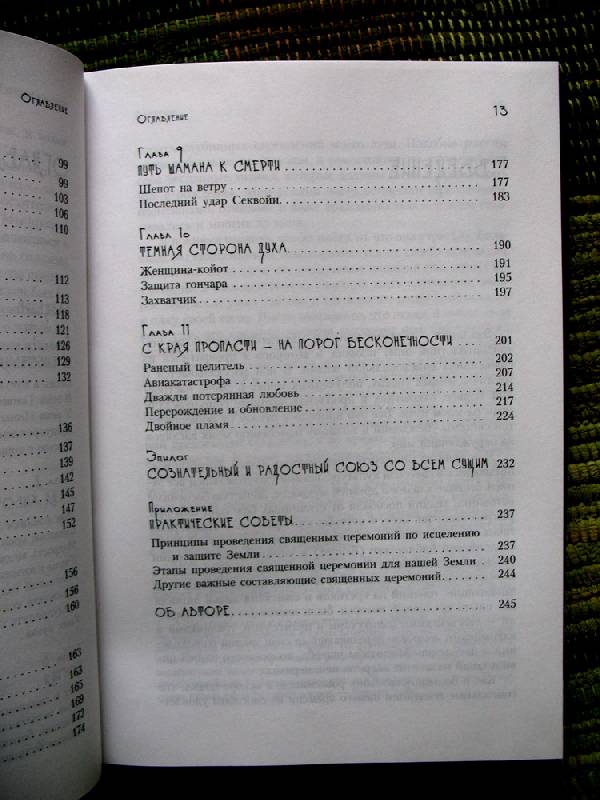 Оглавление
99
99
103
106
110
112
113
118
121
126
129
132
136
137
139
142
145
147
152
156
156
160
163
163
169
172
174
Оглавление 13
Глава 9
ПУТЬ ШАМАНА К СМЕРТИ 177
Шепот на ветру 177
Последний удар Секвойи. 183
Глава 10
ТЕМНАЯ СТОРОНА ДУХА 190
Женщина-койот 191
Защита гончара 195
Захватчик 197
Глава 11
С КРАЯ ПРОПАСТИ – НА ПОРОГ БЕСКОНЕЧНОСТИ 201
Раненый целитель 202
Авиакатастрофа 207
Дважды потерянная любовь 214
Перерождение и обновление 217
Двойное пламя 224
Эпилог
СОЗНАТЕЛЬНЫЙ И РАДОСТНЫЙ СОЮЗ СО ВСЕМ СУЩИМ 232
Приложение
ПРАКТИЧЕСКИЕ СОВЕТЫ 237
Принципы проведения священных церемоний по исцелению
и защите Земли 237
Этапы проведения священной церемонии для нашей Земли 240
Другие важные составляющие священных церемоний 244
ОБ АВТОРЕ 245